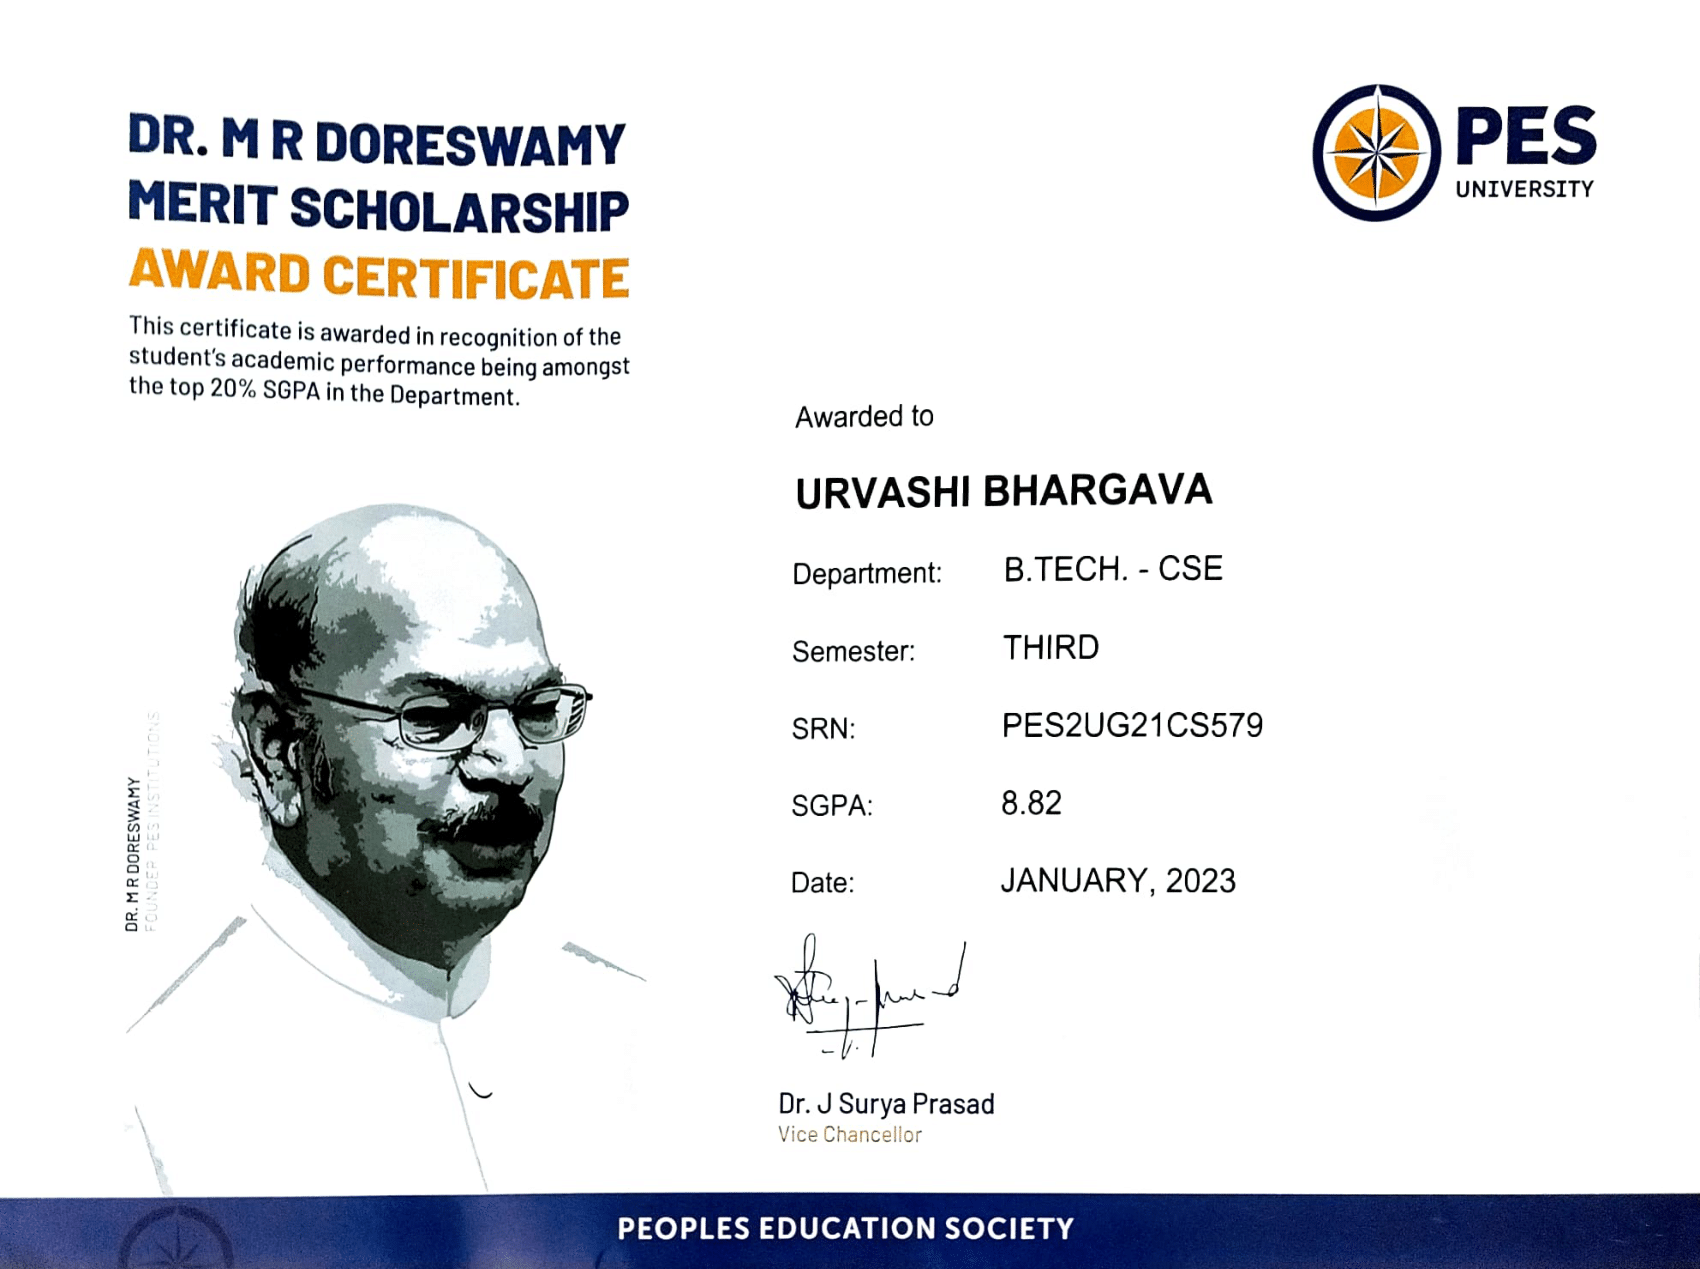 DR. M R DORESWAMY
MERIT SCHOLARSHIP
AWARD CERTIFICATE
This certificate is awarded in recognition of the
student's academic performance being amongst
the top 20% SGPA in the Department.
PES
UNIVERSITY
Awarded to
URVASHI BHARGAVA
Department: B.TECH. - CSE
Semester: THIRD
SRN: PES2UG21CS579
SGPA: 8.82
Date: JANUARY, 2023
DR. M R DORESWAMY
FOUNDER PES INSTITUTIONS
Dr. J Surya Prasad
Vice Chancellor
PEOPLES EDUCATION SOCIETY